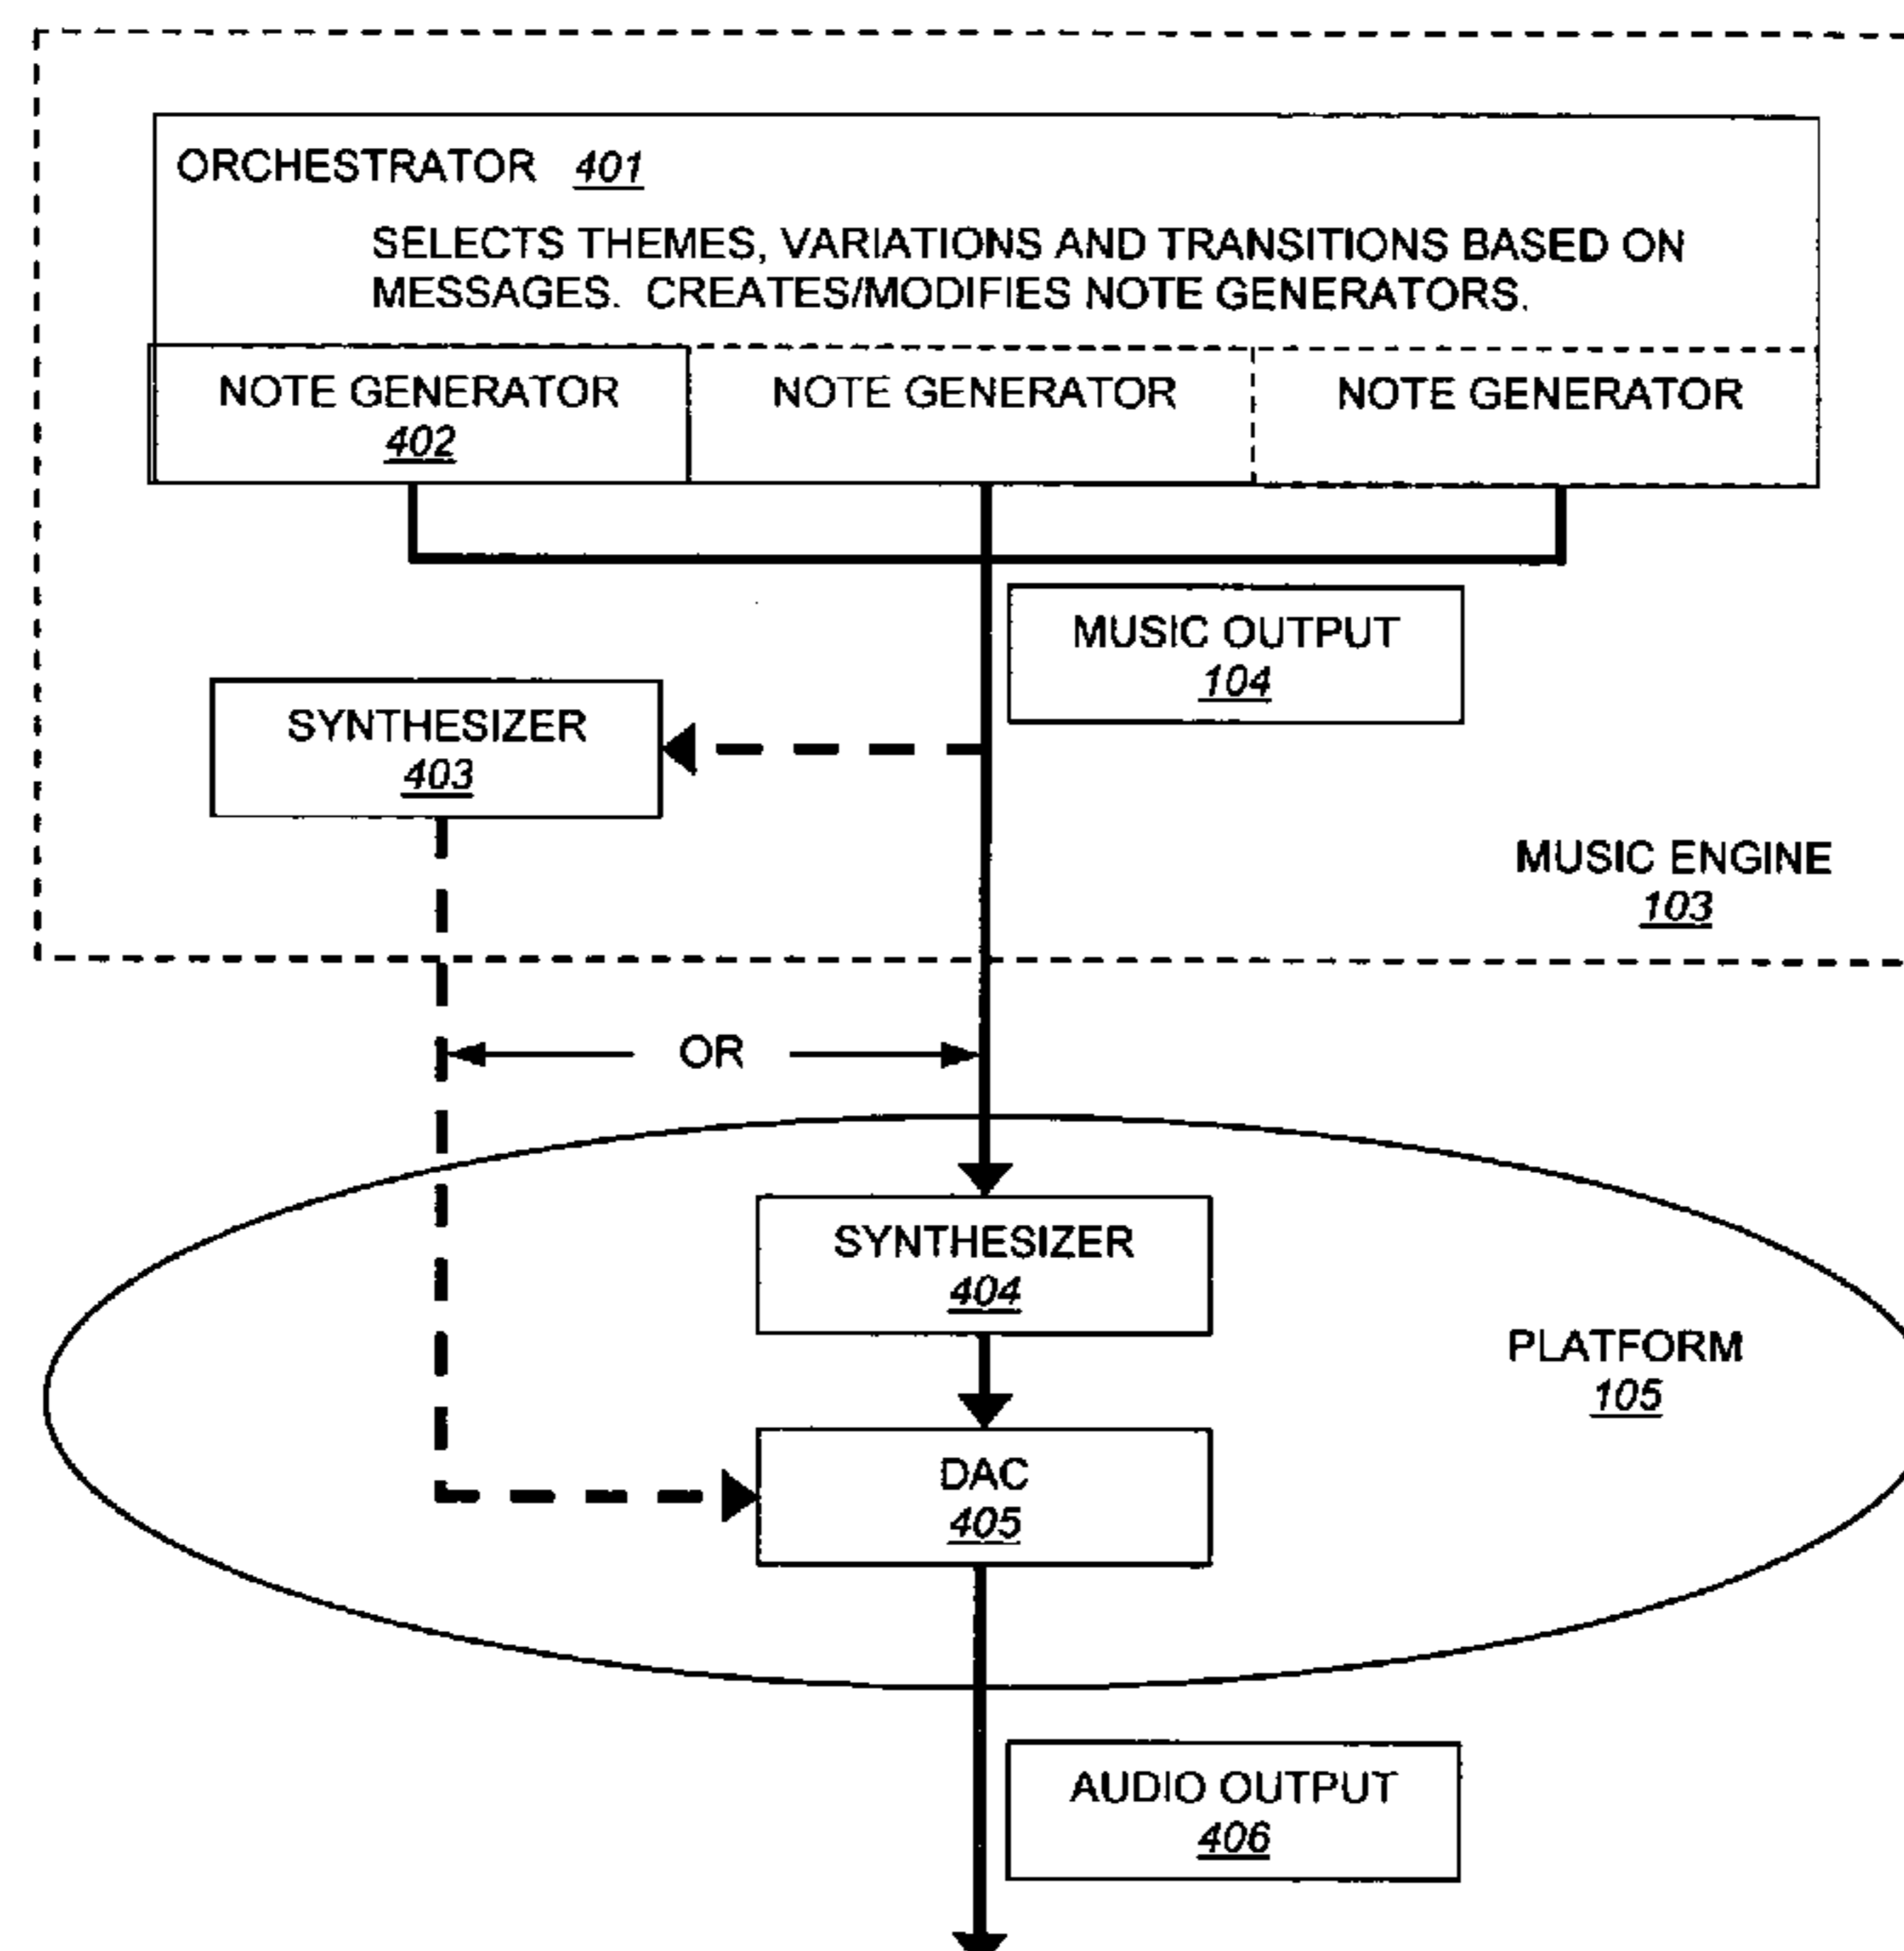 ORCHESTRATOR 401
SELECTS THEMES, VARIATIONS AND TRANSITIONS BASED ON
MESSAGES. CREATES/MODIFIES NOTE GENERATORS.
NOTE GENERATOR
402
NOTE GENERATOR
NOTE GENERATOR
MUSIC OUTPUT
104
SYNTHESIZER
403
MUSIC ENGINE
103
OR
SYNTHESIZER
404
PLATFORM
105
DAC
405
AUDIO OUTPUT
406